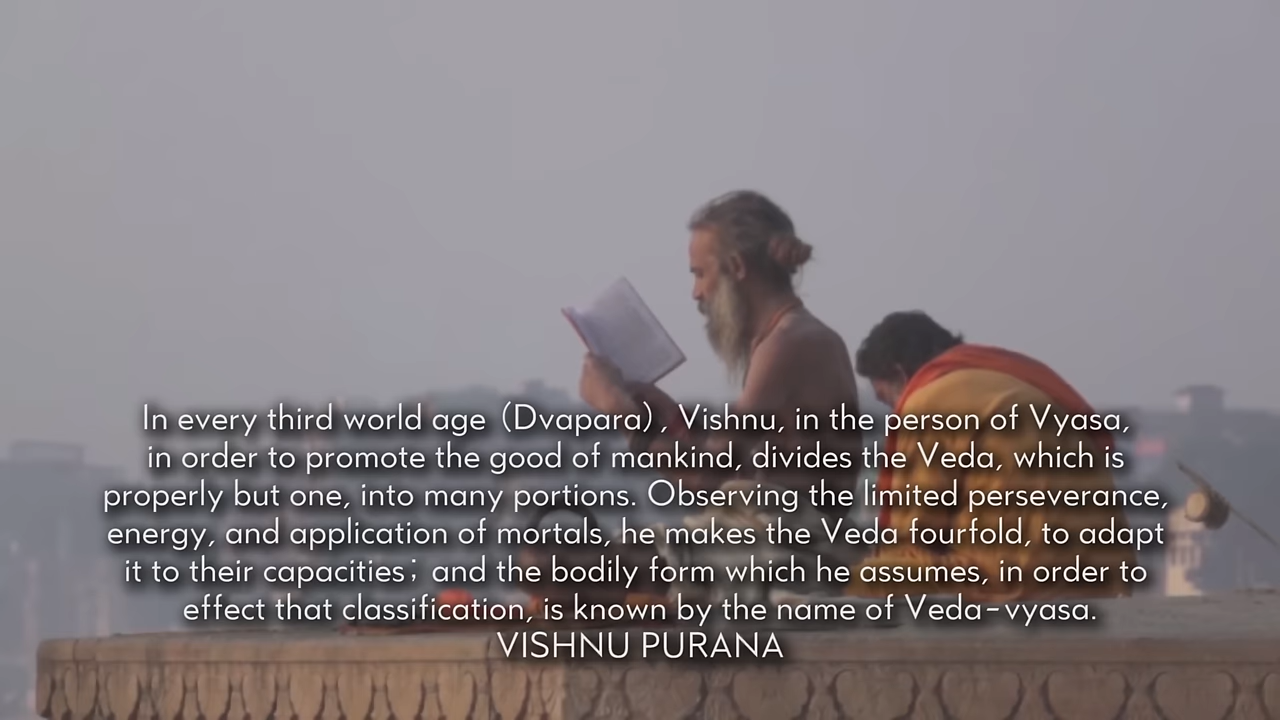 In every third world age (Dvapara), Vishnu, in the person of Vyasa,
in order to promote the good of mankind, divides the Veda, which is
properly but one, into many portions. Observing the limited perseverance,
energy, and application of mortals, he makes the Veda fourfold, to adapt
it to their capacities; and the bodily form which he assumes, in order to
effect that classification, is known by the name of Veda-vyasa.
VISHNU PURANA